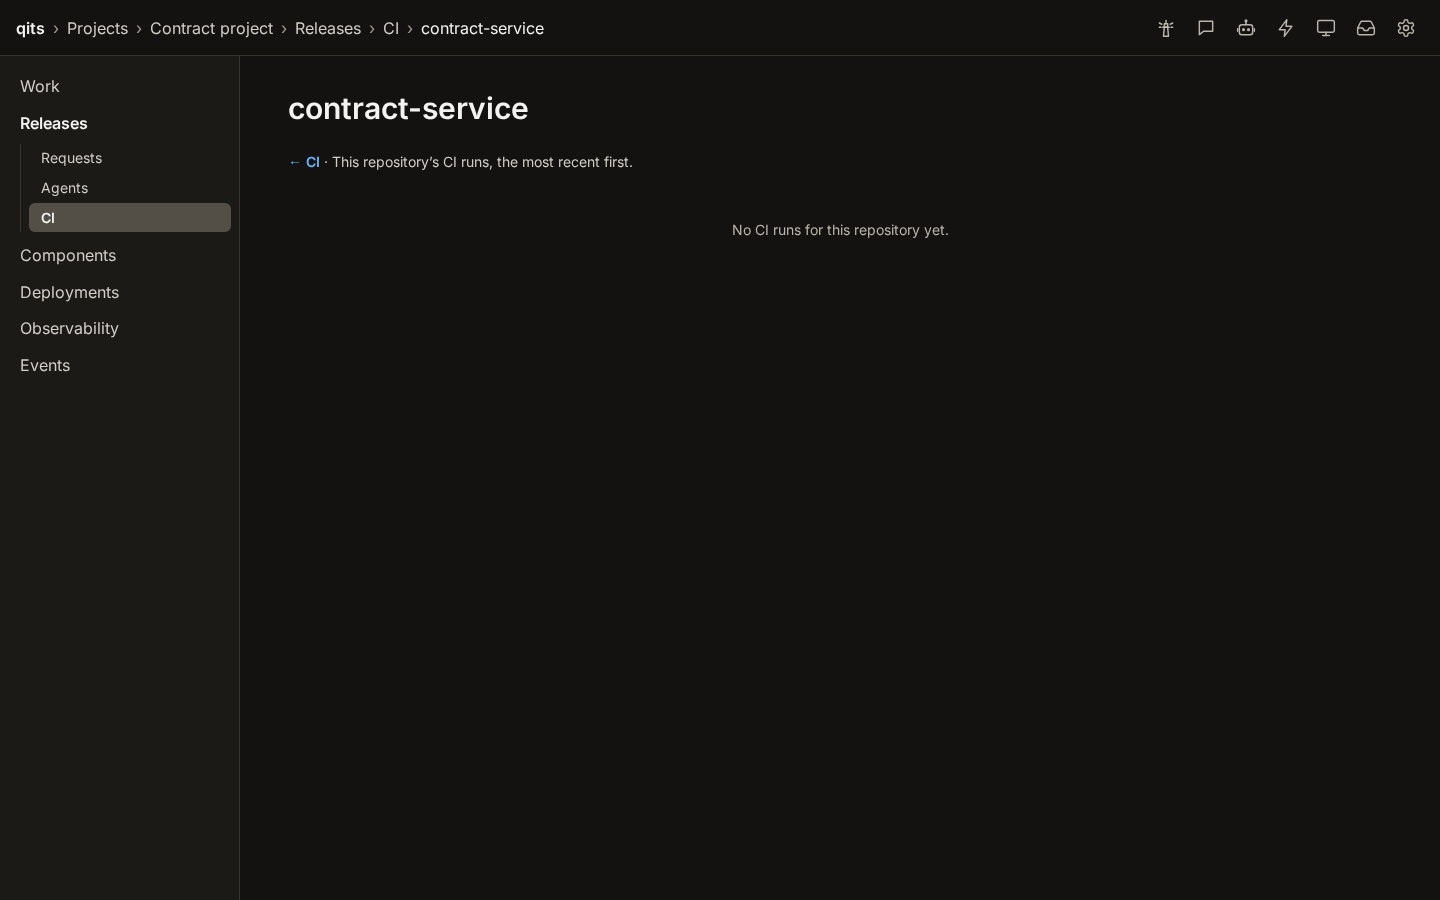 qits › Projects › Contract project › Releases › CI › contract-service
Work
Releases
Requests
Agents
CI
Components
Deployments
Observability
Events
contract-service
← CI · This repository’s CI runs, the most recent first.
No CI runs for this repository yet.